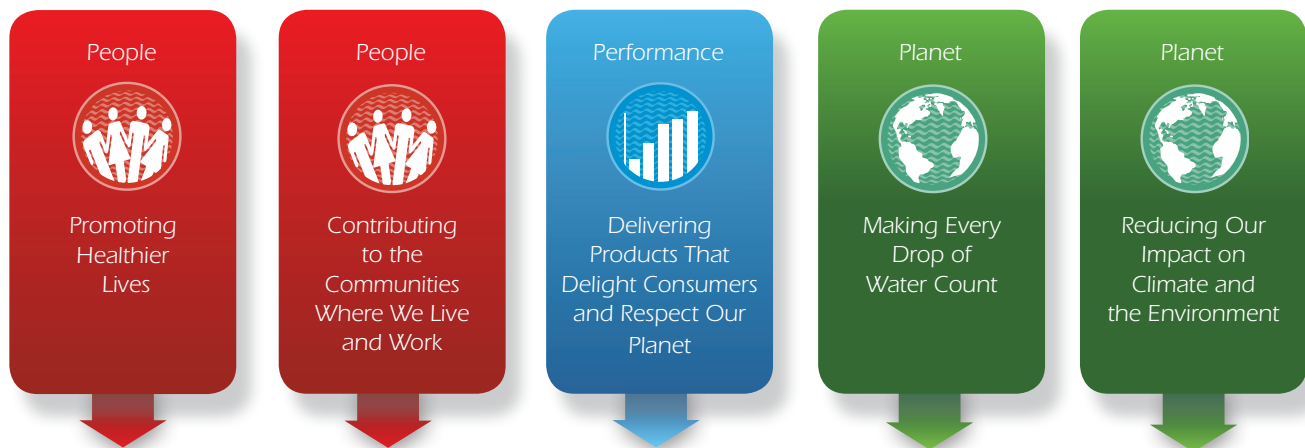 People
Promoting
Healthier
Lives
People
Contributing
to the
Communities
Where We Live
and Work
Performance
Delivering
Products That
Delight Consumers
and Respect Our
Planet
Planet
Making Every
Drop of
Water Count
Planet
Reducing Our
Impact on
Climate and
the Environment